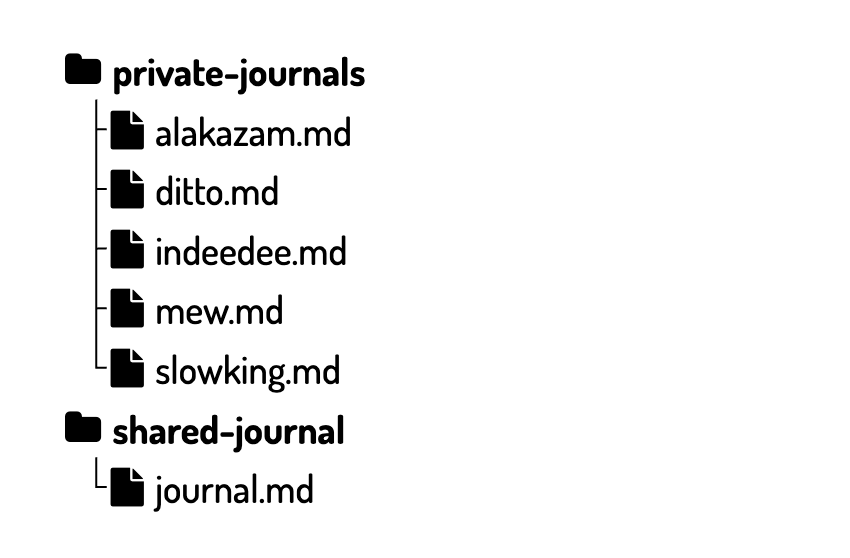 private-journals
alakazam.md
ditto.md
indeedee.md
mew.md
slowking.md
shared-journal
journal.md